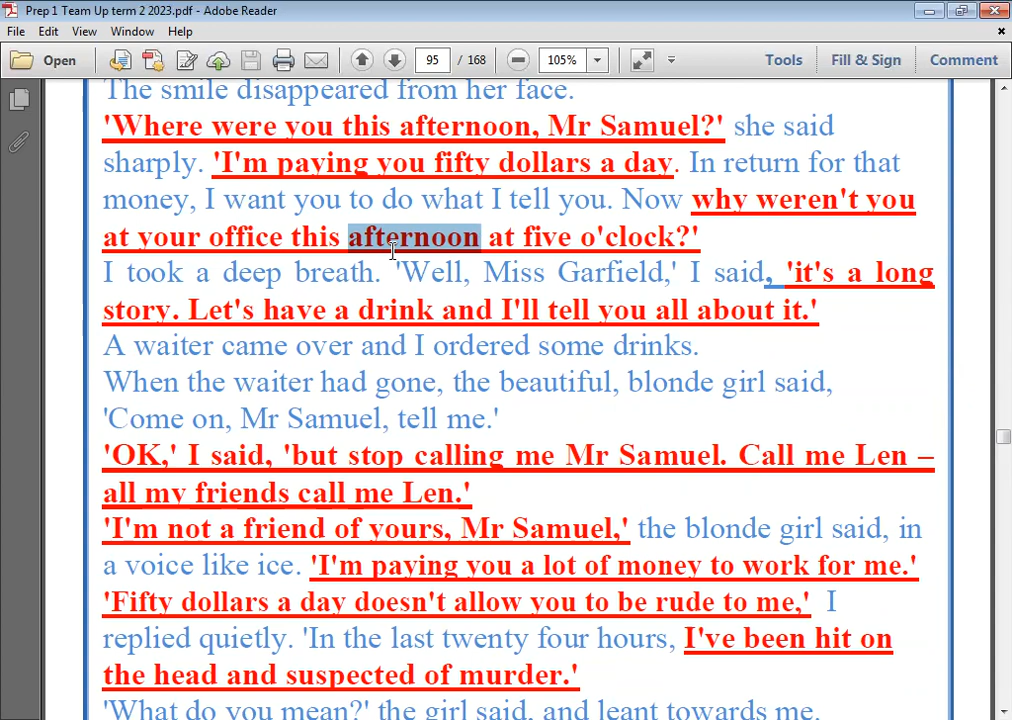 Prep 1 Team Up term 2 2023.pdf - Adobe Reader
File Edit View Window Help
Open 95 / 168 105% Tools Fill & Sign Comment
The smile disappeared from her face.
'Where were you this afternoon, Mr Samuel?' she said
sharply. 'I'm paying you fifty dollars a day. In return for that
money, I want you to do what I tell you. Now why weren't you
at your office this afternoon at five o'clock?'
I took a deep breath. 'Well, Miss Garfield,' I said, 'it's a long
story. Let's have a drink and I'll tell you all about it.'
A waiter came over and I ordered some drinks.
When the waiter had gone, the beautiful, blonde girl said,
'Come on, Mr Samuel, tell me.'
'OK,' I said, 'but stop calling me Mr Samuel. Call me Len –
all my friends call me Len.'
'I'm not a friend of yours, Mr Samuel,' the blonde girl said, in
a voice like ice. 'I'm paying you a lot of money to work for me.'
'Fifty dollars a day doesn't allow you to be rude to me,' I
replied quietly. 'In the last twenty four hours, I've been hit on
the head and suspected of murder.'
'What do you mean?' the girl said, and leant towards me.